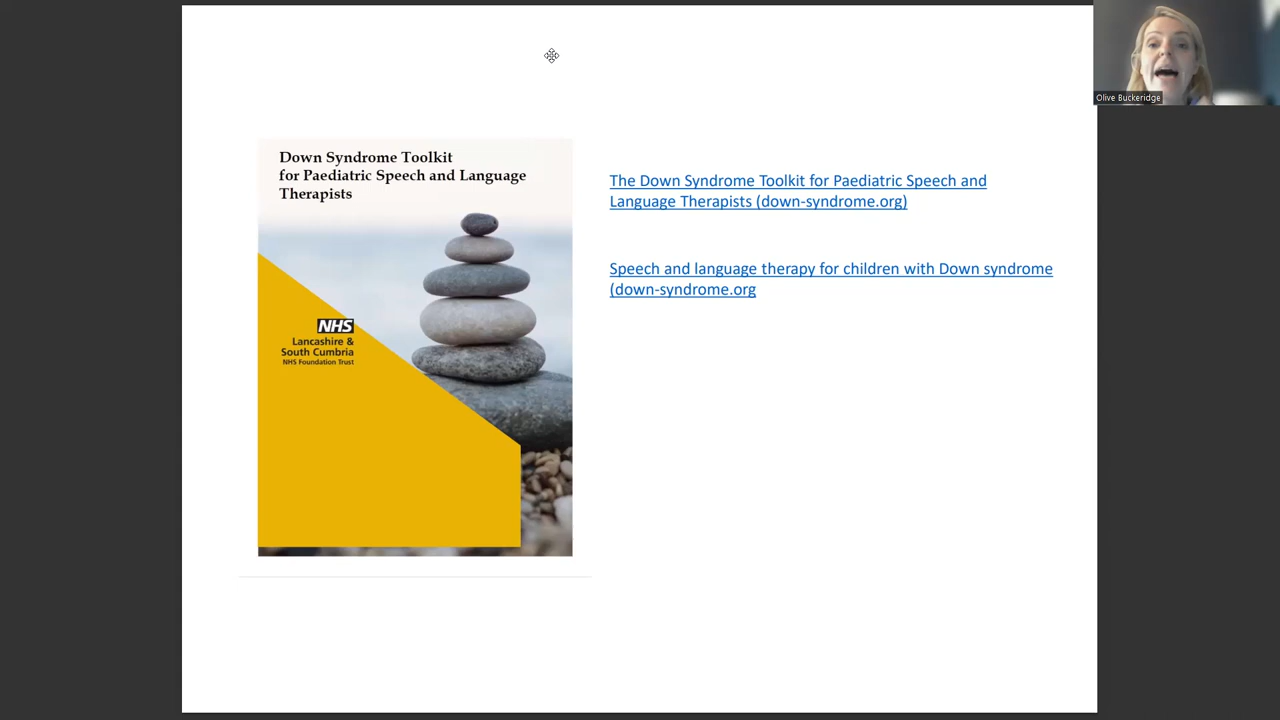 Olive Buckeridge
Down Syndrome Toolkit
for Paediatric Speech and Language
Therapists
NHS
Lancashire &
South Cumbria
NHS Foundation Trust
The Down Syndrome Toolkit for Paediatric Speech and
Language Therapists (down-syndrome.org)
Speech and language therapy for children with Down syndrome
(down-syndrome.org